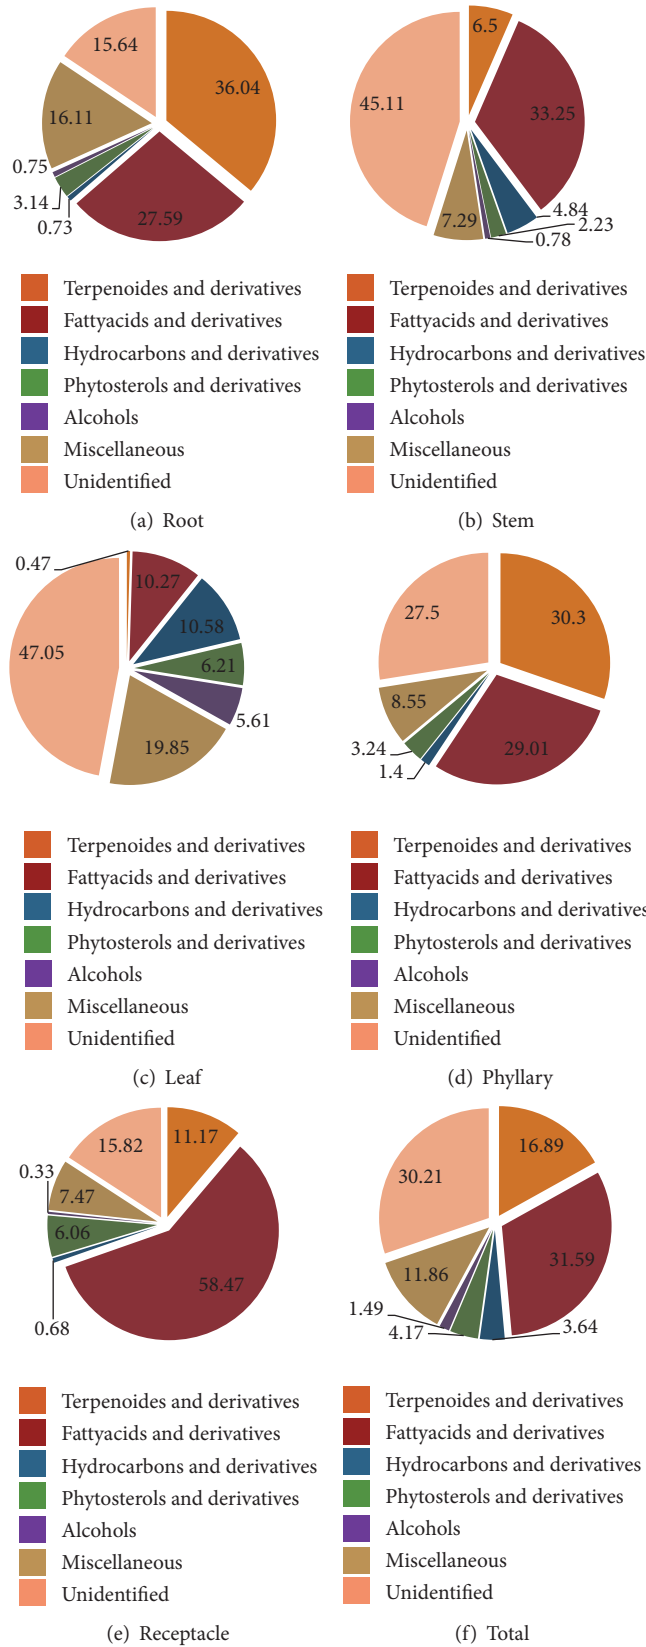 36.04
27.59
0.73
3.14
0.75
16.11
15.64
Terpenoides and derivatives
Fattyacids and derivatives
Hydrocarbons and derivatives
Phytosterols and derivatives
Alcohols
Miscellaneous
Unidentified
(a) Root
6.5
33.25
4.84
2.23
0.78
7.29
45.11
Terpenoides and derivatives
Fattyacids and derivatives
Hydrocarbons and derivatives
Phytosterols and derivatives
Alcohols
Miscellaneous
Unidentified
(b) Stem
0.47
10.27
10.58
6.21
5.61
19.85
47.05
Terpenoides and derivatives
Fattyacids and derivatives
Hydrocarbons and derivatives
Phytosterols and derivatives
Alcohols
Miscellaneous
Unidentified
(c) Leaf
30.3
29.01
1.4
3.24
8.55
27.5
Terpenoides and derivatives
Fattyacids and derivatives
Hydrocarbons and derivatives
Phytosterols and derivatives
Alcohols
Miscellaneous
Unidentified
(d) Phyllary
11.17
58.47
0.68
6.06
0.33
7.47
15.82
Terpenoides and derivatives
Fattyacids and derivatives
Hydrocarbons and derivatives
Phytosterols and derivatives
Alcohols
Miscellaneous
Unidentified
(e) Receptacle
16.89
31.59
3.64
4.17
1.49
11.86
30.21
Terpenoides and derivatives
Fattyacids and derivatives
Hydrocarbons and derivatives
Phytosterols and derivatives
Alcohols
Miscellaneous
Unidentified
(f) Total